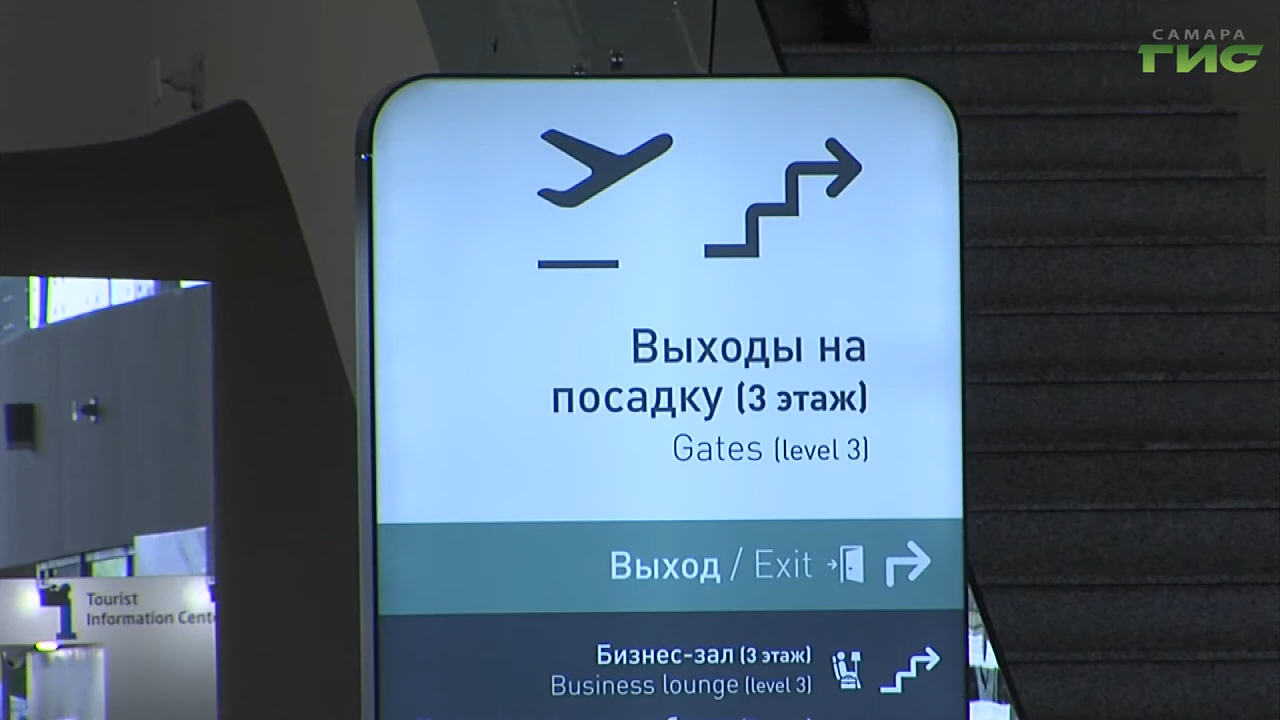 САМАРА
ГИС
Выходы на
посадку (3 этаж)
Gates (level 3)
Выход / Exit
Tourist
Information Cent
Бизнес-зал (3 этаж)
Business lounge (level 3)